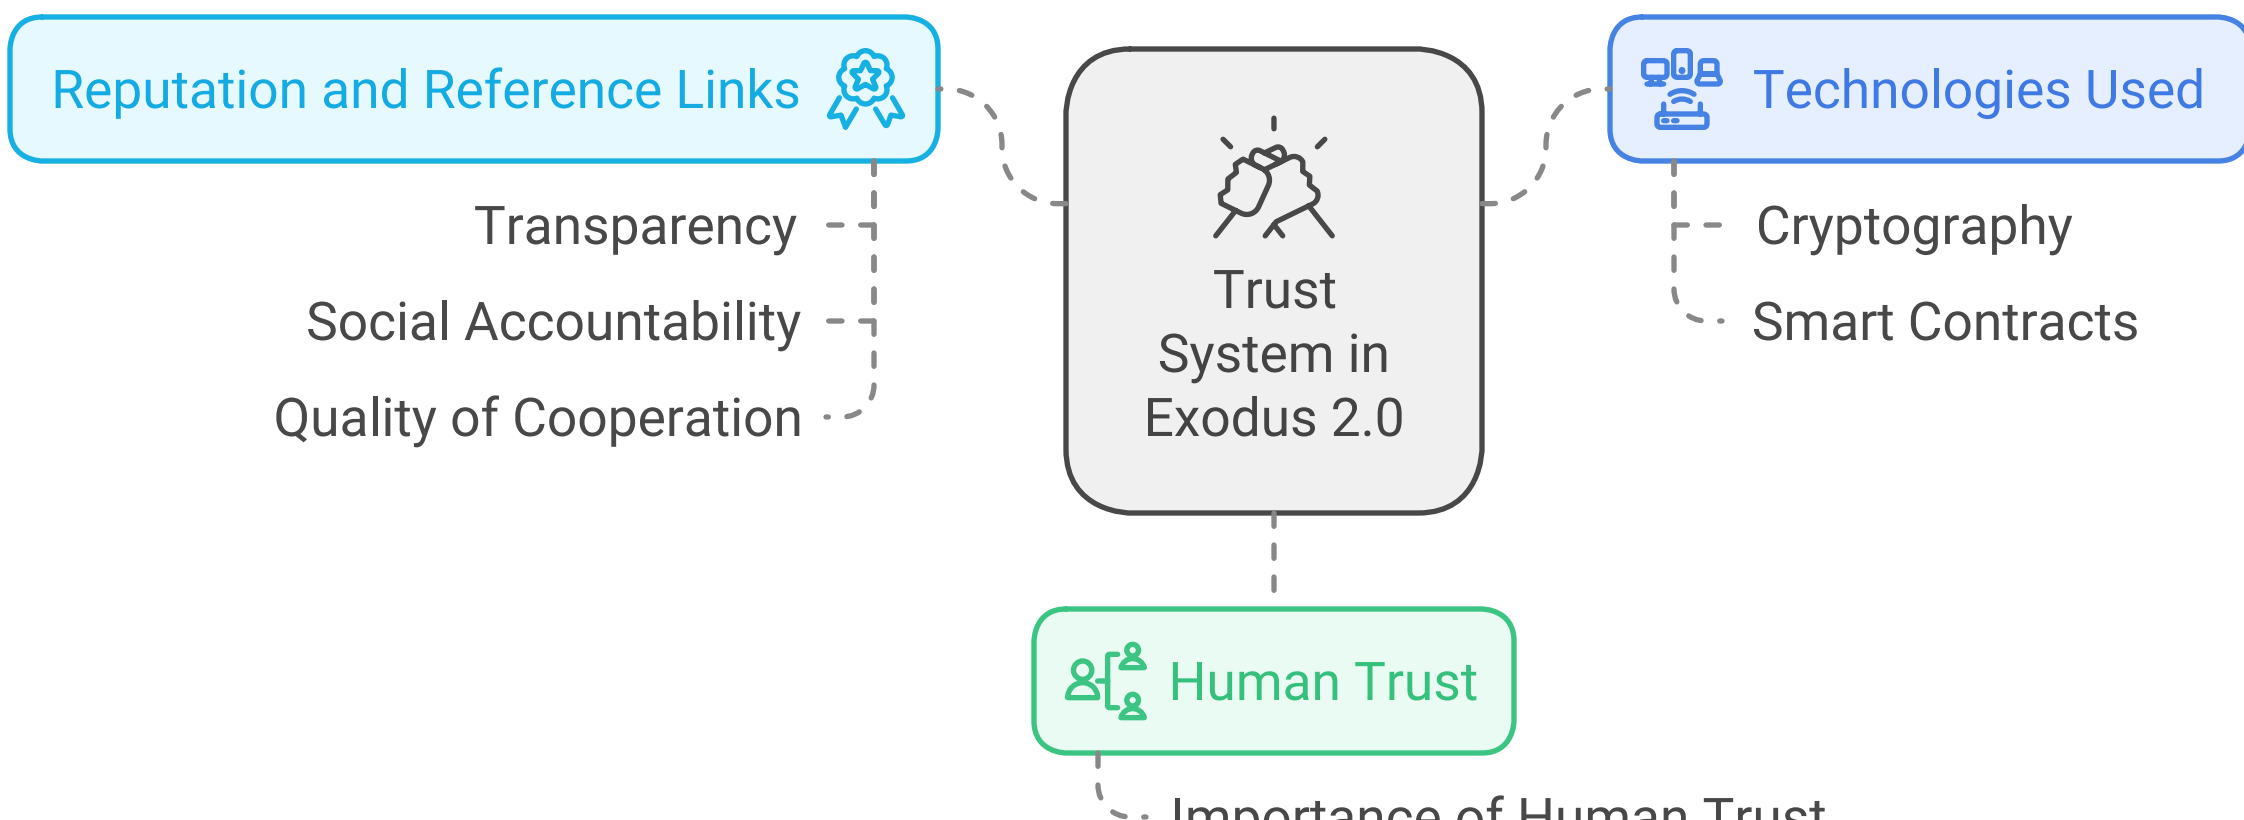 Reputation and Reference Links
Transparency
Social Accountability
Quality of Cooperation
Trust
System in
Exodus 2.0
Technologies Used
Cryptography
Smart Contracts
Human Trust
Importance of Human Trust